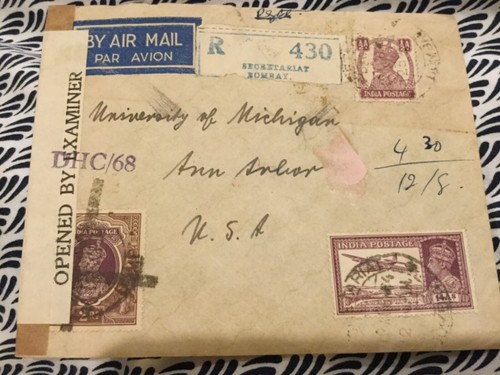 Regd.
BY AIR MAIL
PAR AVION
R 430
SECRETARIAT
BOMBAY.
INDIA POSTAGE
OPENED BY EXAMINER
DHC/68
University of Michigan
Ann Arbor
U.S.A
4 30
12/8.
POSTAGE
INDIA POSTAGE